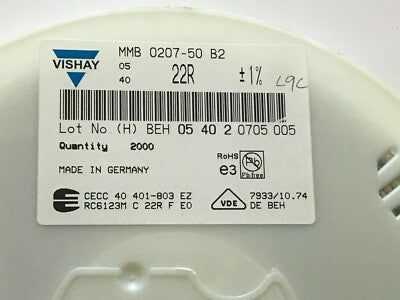 VISHAY
MMB 0207-50 B2
05
40
22R ±1% L9C
Lot No.(H) BEH 05 40 2 0705 005
Quantity 2000
MADE IN GERMANY
RoHS
e3
Pb-free
CECC 40 401-803 EZ
RC6123M C 22R F E0
VDE
7933/10.74
DE BEH